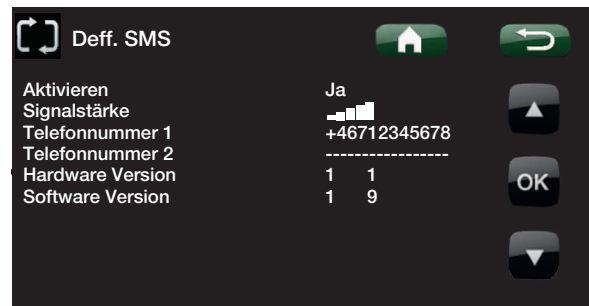 Deff. SMS
Aktivieren Ja
Signalstärke
Telefonnummer 1 +46712345678
Telefonnummer 2 -----------------
Hardware Version 1 1
OK
Software Version 1 9